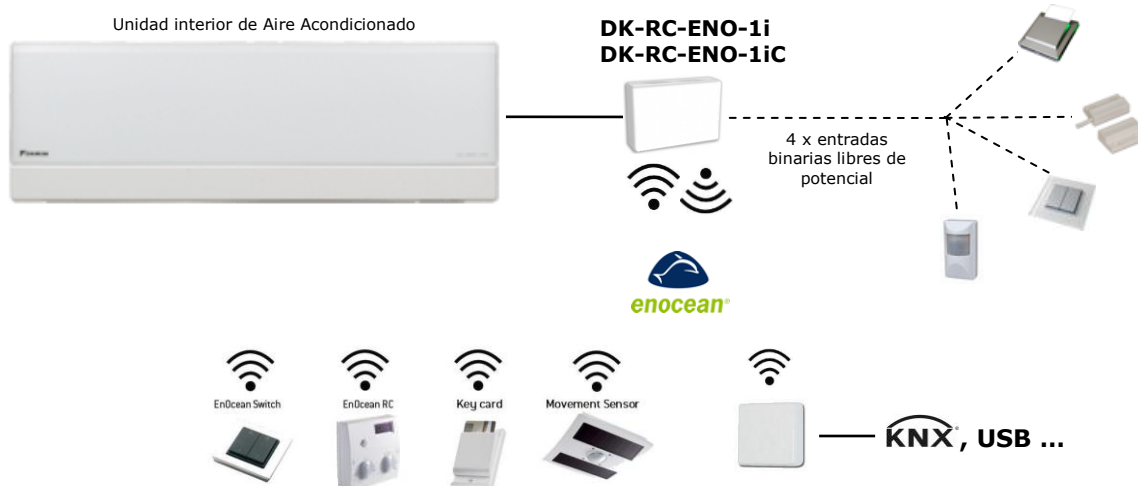 Unidad interior de Aire Acondicionado
DK-RC-ENO-1i
DK-RC-ENO-1iC
DAIKIN
4 x entradas
binarias libres de
potencial
enocean®
EnOcean Switch
EnOcean RC
Key card
Movement Sensor
KNX® , USB ...